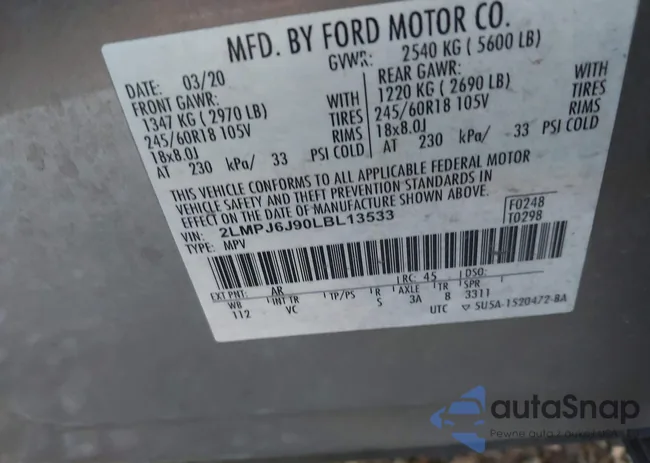 MFD. BY FORD MOTOR CO.
DATE: 03/20
GVWR: 2540 KG ( 5600 LB)
FRONT GAWR:
1347 KG ( 2970 LB)
245/60R18 105V
18x8.0J
AT 230 kPa/ 33 PSI COLD
WITH
TIRES
RIMS
REAR GAWR:
1220 KG ( 2690 LB)
245/60R18 105V
18x8.0J
AT 230 kPa/ 33 PSI COLD
WITH
TIRES
RIMS
THIS VEHICLE CONFORMS TO ALL APPLICABLE FEDERAL MOTOR
VEHICLE SAFETY AND THEFT PREVENTION STANDARDS IN
EFFECT ON THE DATE OF MANUFACTURE SHOWN ABOVE.
VIN: 2LMPJ6J90LBL13533
TYPE: MPV
F0248
T0298
EXT PNT: AR RC: 45 DSO:
WB INT TR TP/PS R AXLE TR SPR
112 VC S 3A 8 3311
UTC 5U5A-1520472-BA
autaSnap
Pewne auta z aukcji USA